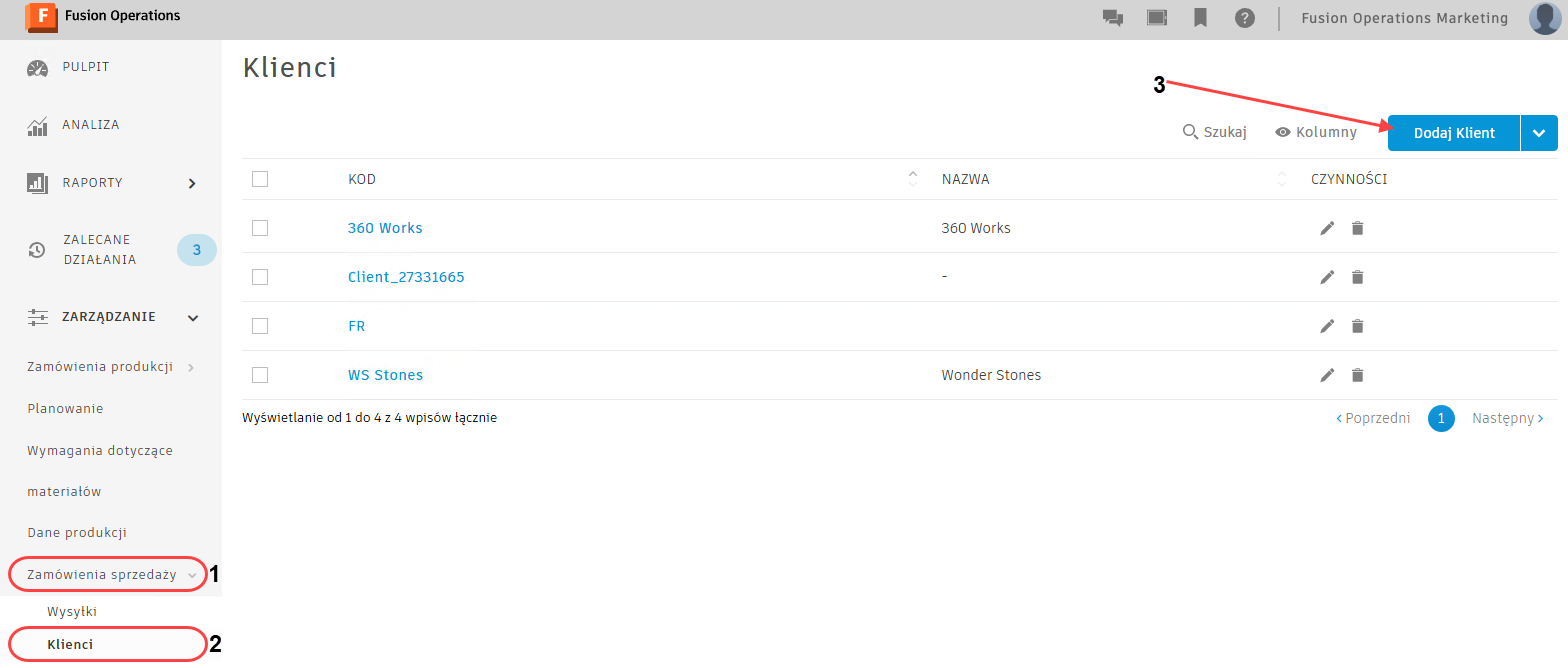 F Fusion Operations
Fusion Operations Marketing
PULPIT
ANALIZA
RAPORTY
ZALECANE
DZIAŁANIA
3
ZARZĄDZANIE
Zamówienia produkcji
Planowanie
Wymagania dotyczące
materiałów
Dane produkcji
Zamówienia sprzedaży 1
Wysyłki
Klienci 2
Klienci
3
Szukaj Kolumny Dodaj Klient
KOD NAZWA CZYNNOŚCI
360 Works 360 Works
Client_27331665 -
FR
WS Stones Wonder Stones
Wyświetlanie od 1 do 4 z 4 wpisów łącznie
Poprzedni 1 Następny